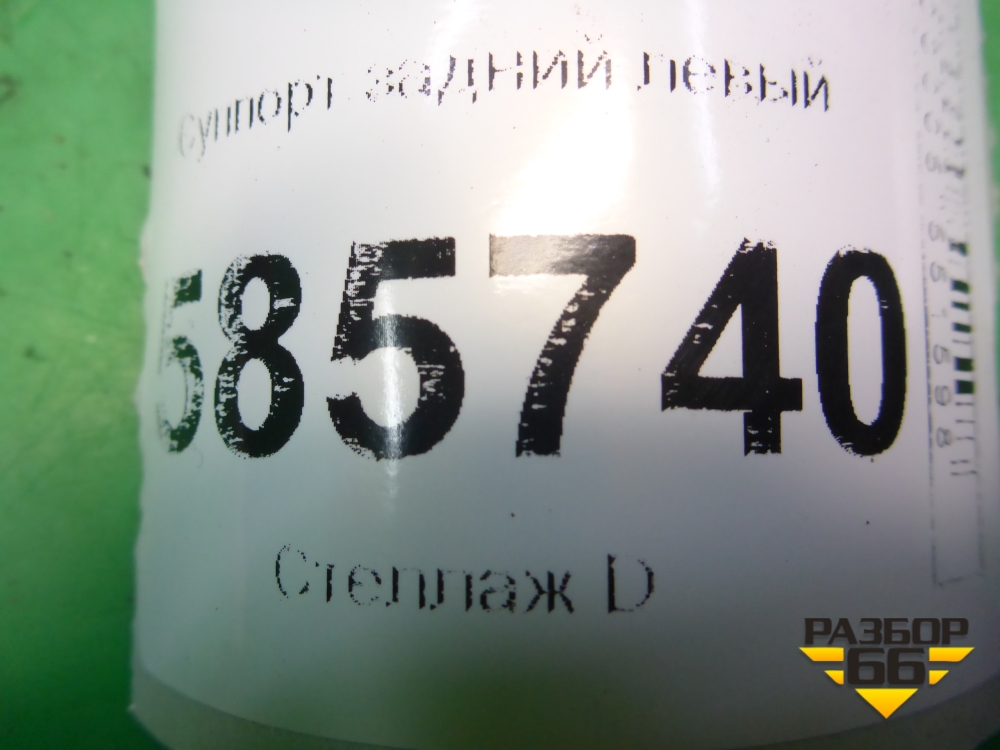 суппорт задний левый
585740
Стеллаж D
РАЗБОР
66